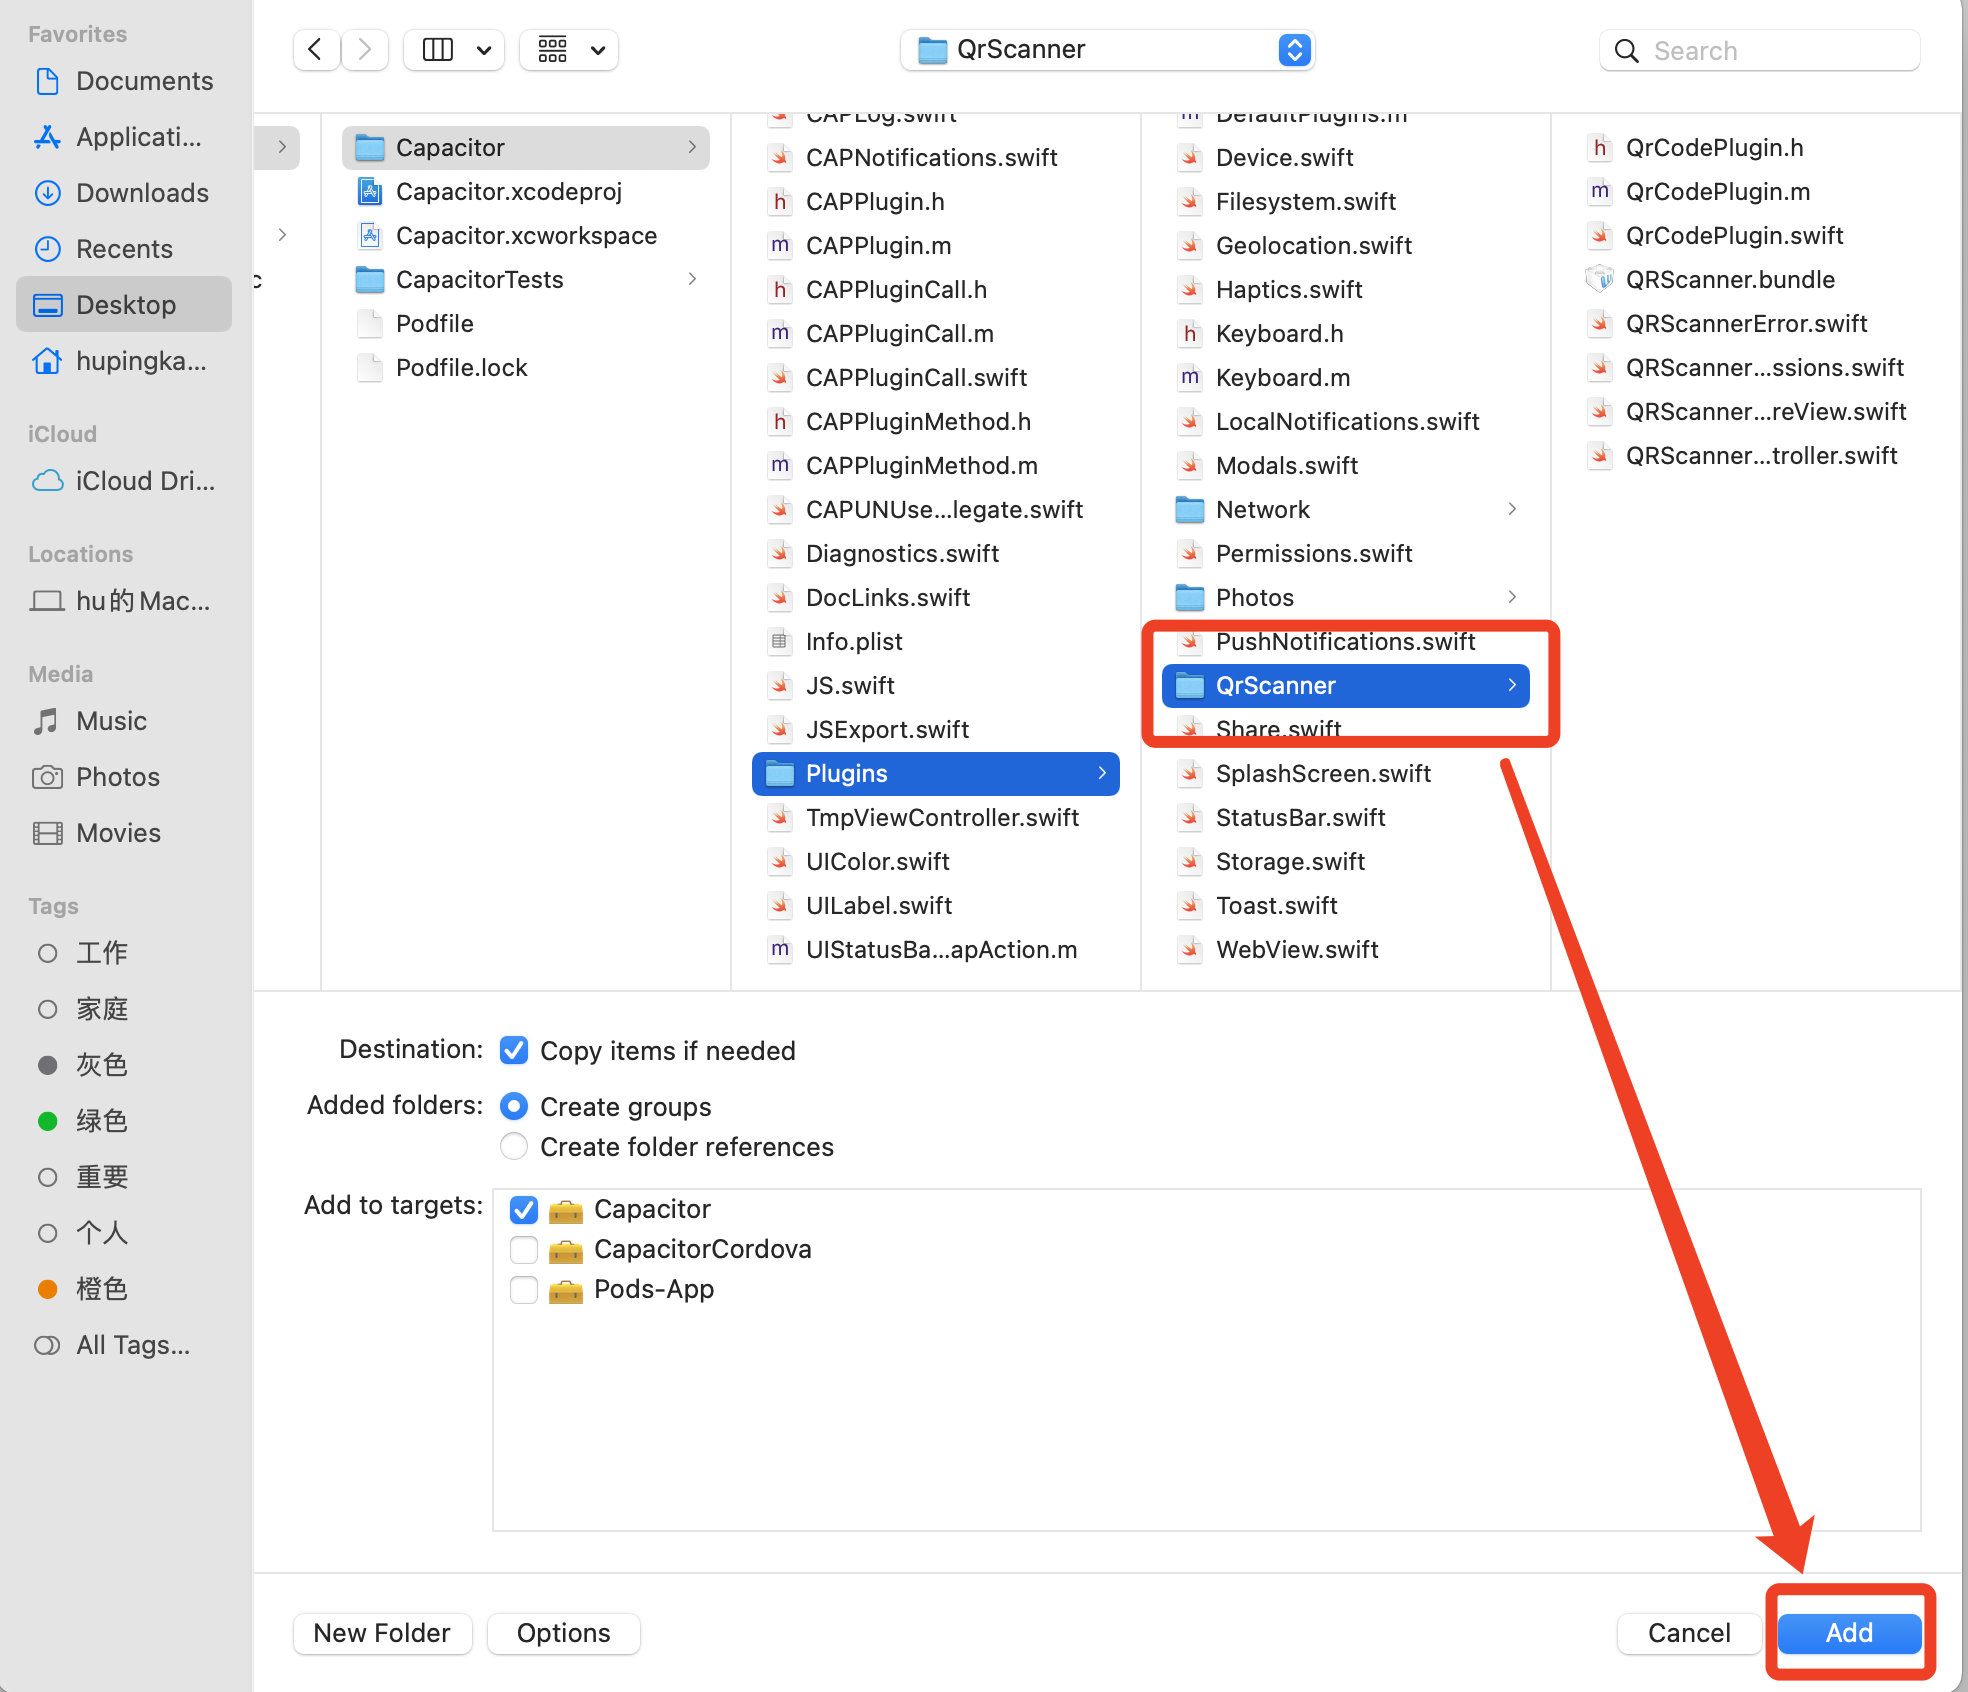 Favorites
Documents
Applicati...
Downloads
Recents
Desktop
hupingka...
iCloud
iCloud Dri...
Locations
hu的Mac...
Media
Music
Photos
Movies
Tags
工作
家庭
灰色
绿色
重要
个人
橙色
All Tags...
QrScanner
Search
c
Capacitor
Capacitor.xcodeproj
Capacitor.xcworkspace
CapacitorTests
Podfile
Podfile.lock
CAPLog.swift
CAPNotifications.swift
CAPPlugin.h
CAPPlugin.m
CAPPluginCall.h
CAPPluginCall.m
CAPPluginCall.swift
CAPPluginMethod.h
CAPPluginMethod.m
CAPUNUse...legate.swift
Diagnostics.swift
DocLinks.swift
Info.plist
JS.swift
JSExport.swift
Plugins
TmpViewController.swift
UIColor.swift
UILabel.swift
UIStatusBa...apAction.m
DefaultPlugins.m
Device.swift
Filesystem.swift
Geolocation.swift
Haptics.swift
Keyboard.h
Keyboard.m
LocalNotifications.swift
Modals.swift
Network
Permissions.swift
Photos
PushNotifications.swift
QrScanner
Share.swift
SplashScreen.swift
StatusBar.swift
Storage.swift
Toast.swift
WebView.swift
QrCodePlugin.h
QrCodePlugin.m
QrCodePlugin.swift
QRScanner.bundle
QRScannerError.swift
QRScanner...ssions.swift
QRScanner...reView.swift
QRScanner...troller.swift
Destination: Copy items if needed
Added folders: Create groups
Create folder references
Add to targets: Capacitor
CapacitorCordova
Pods-App
New Folder Options Cancel Add